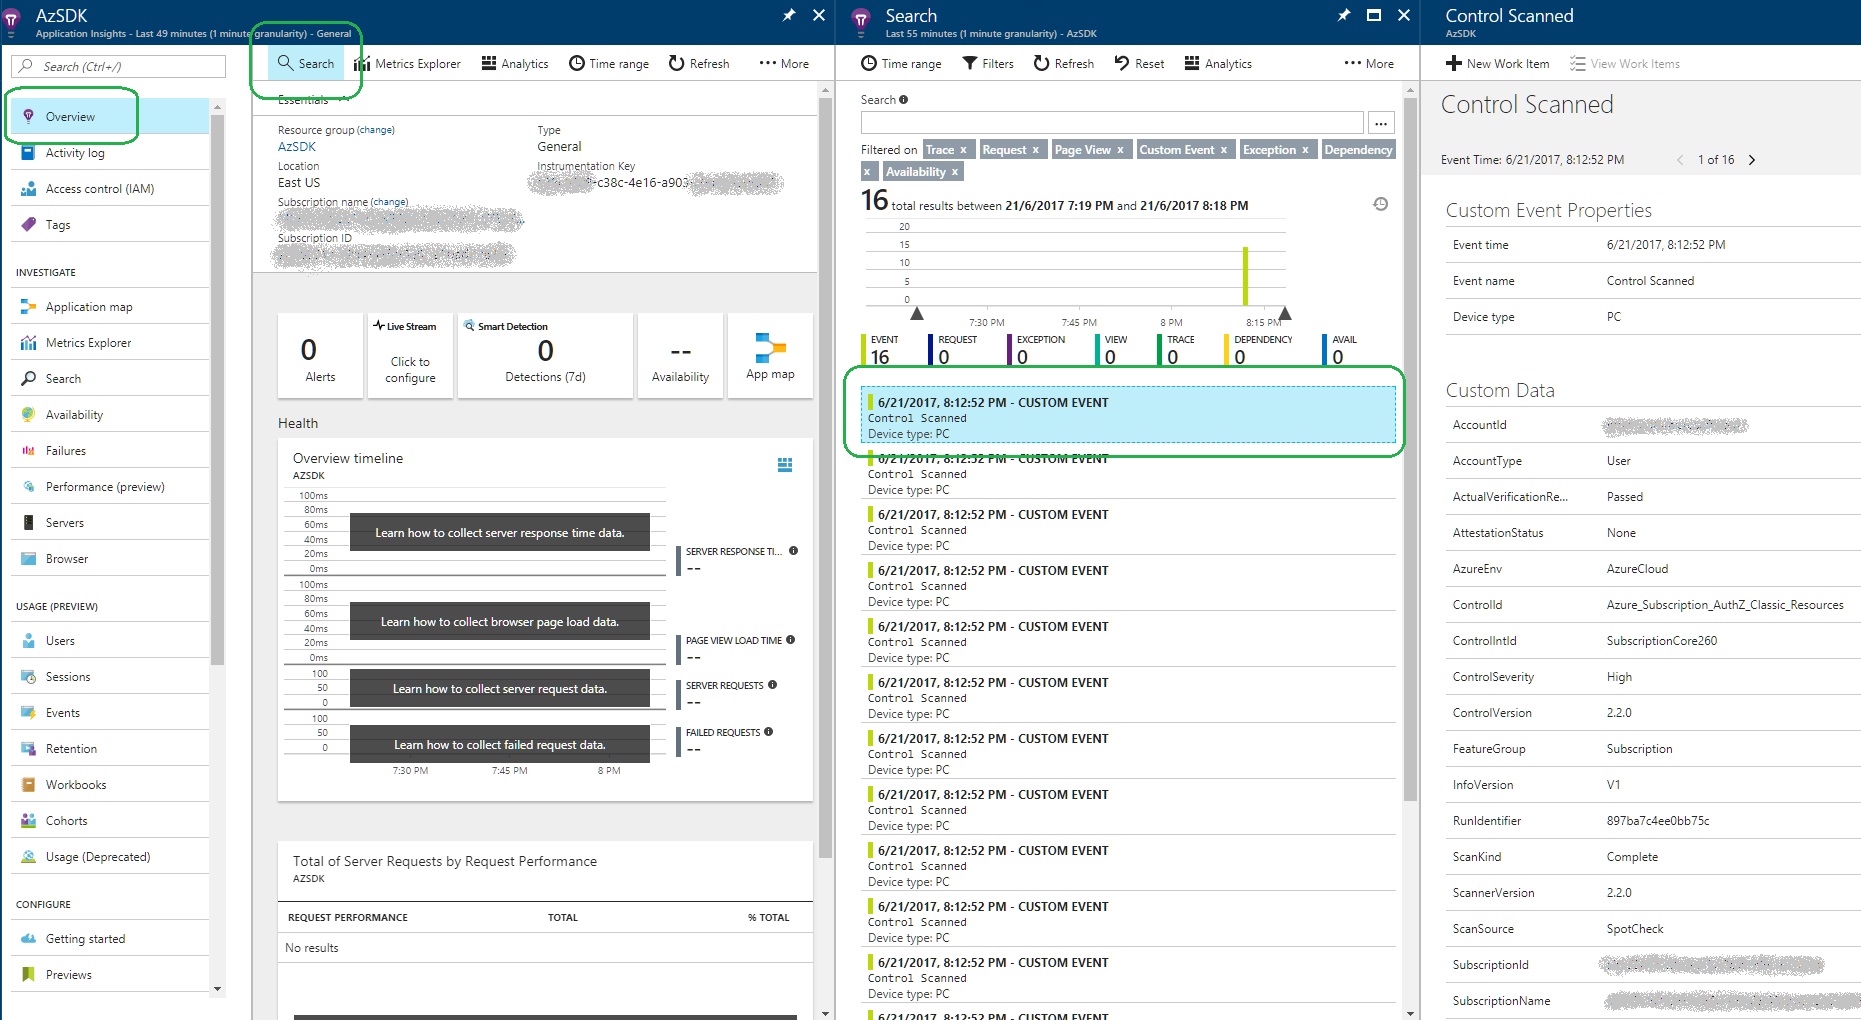 AzSDK
Application Insights - Last 49 minutes (1 minute granularity) - General
Search (Ctrl+/)
Overview
Activity log
Access control (IAM)
Tags
INVESTIGATE
Application map
Metrics Explorer
Search
Availability
Failures
Performance (preview)
Servers
Browser
USAGE (PREVIEW)
Users
Sessions
Events
Retention
Workbooks
Cohorts
Usage (Deprecated)
CONFIGURE
Getting started
Previews
Search Metrics Explorer Analytics Time range Refresh ··· More
Essentials
Resource group (change)
AzSDK
Location
East US
Subscription name (change)
Subscription ID
Type
General
Instrumentation Key
-c38c-4e16-a903
0
Alerts
Live Stream
Click to
configure
Smart Detection
0
Detections (7d)
--
Availability
App map
Health
Overview timeline
AZSDK
100ms
80ms
60ms
40ms
20ms
0ms
Learn how to collect server response time data.
SERVER RESPONSE TI...
--
100ms
80ms
60ms
40ms
20ms
0ms
Learn how to collect browser page load data.
PAGE VIEW LOAD TIME
--
100
50
0
Learn how to collect server request data.
SERVER REQUESTS
--
100
50
0
Learn how to collect failed request data.
FAILED REQUESTS
--
7:30 PM 7:45 PM 8 PM
Total of Server Requests by Request Performance
AZSDK
REQUEST PERFORMANCE TOTAL % TOTAL
No results
Search
Last 55 minutes (1 minute granularity) - AzSDK
Time range Filters Refresh Reset Analytics ··· More
Search
...
Filtered on Trace x Request x Page View x Custom Event x Exception x Dependency
x Availability x
16 total results between 21/6/2017 7:19 PM and 21/6/2017 8:18 PM
20
15
10
5
0
7:30 PM 7:45 PM 8 PM 8:15 PM
EVENT REQUEST EXCEPTION VIEW TRACE DEPENDENCY AVAIL
16 0 0 0 0 0 0
6/21/2017, 8:12:52 PM - CUSTOM EVENT
Control Scanned
Device type: PC
6/21/2017, 8:12:52 PM - CUSTOM EVENT
Control Scanned
Device type: PC
6/21/2017, 8:12:52 PM - CUSTOM EVENT
Control Scanned
Device type: PC
6/21/2017, 8:12:52 PM - CUSTOM EVENT
Control Scanned
Device type: PC
6/21/2017, 8:12:52 PM - CUSTOM EVENT
Control Scanned
Device type: PC
6/21/2017, 8:12:52 PM - CUSTOM EVENT
Control Scanned
Device type: PC
6/21/2017, 8:12:52 PM - CUSTOM EVENT
Control Scanned
Device type: PC
6/21/2017, 8:12:52 PM - CUSTOM EVENT
Control Scanned
Device type: PC
6/21/2017, 8:12:52 PM - CUSTOM EVENT
Control Scanned
Device type: PC
6/21/2017, 8:12:52 PM - CUSTOM EVENT
Control Scanned
Device type: PC
6/21/2017, 8:12:52 PM - CUSTOM EVENT
Control Scanned
Device type: PC
6/21/2017, 8:12:52 PM - CUSTOM EVENT
Control Scanned
AzSDK
New Work Item View Work Items
Control Scanned
Event Time: 6/21/2017, 8:12:52 PM 1 of 16
Custom Event Properties
Event time 6/21/2017, 8:12:52 PM
Event name Control Scanned
Device type PC
Custom Data
AccountId
AccountType User
ActualVerificationRe... Passed
AttestationStatus None
AzureEnv AzureCloud
ControlId Azure_Subscription_AuthZ_Classic_Resources
ControlIntId SubscriptionCore260
ControlSeverity High
ControlVersion 2.2.0
FeatureGroup Subscription
InfoVersion V1
RunIdentifier 897ba7c4ee0bb75c
ScanKind Complete
ScannerVersion 2.2.0
ScanSource SpotCheck
SubscriptionId
SubscriptionName